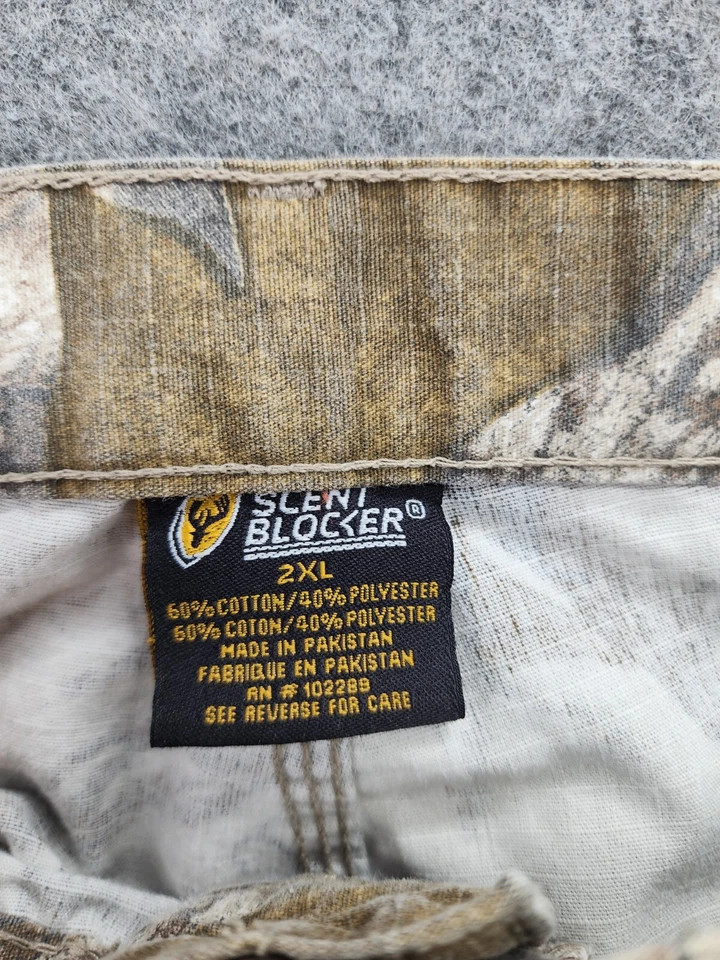 SCENT
BLOCKER®
2XL
60% COTTON/40% POLYESTER
60% COTON/40% POLYESTER
MADE IN PAKISTAN
FABRIQUE EN PAKISTAN
RN # 102289
SEE REVERSE FOR CARE